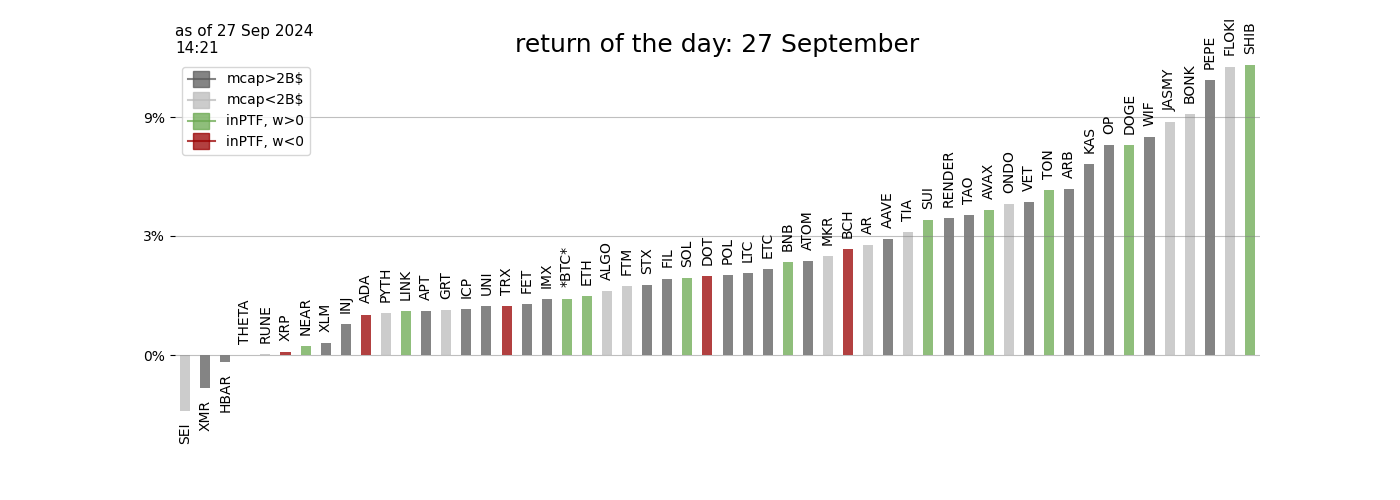 as of 27 Sep 2024
14:21
return of the day: 27 September
mcap>2B$
mcap<2B$
inPTF, w>0
inPTF, w<0
9%
3%
0%
SEI
XMR
HBAR
THETA
RUNE
XRP
NEAR
XLM
INJ
ADA
PYTH
LINK
APT
GRT
ICP
UNI
TRX
FET
IMX
*BTC*
ETH
ALGO
FTM
STX
FIL
SOL
DOT
POL
LTC
ETC
BNB
ATOM
MKR
BCH
AR
AAVE
TIA
SUI
RENDER
TAO
AVAX
ONDO
VET
TON
ARB
KAS
OP
DOGE
WIF
JASMY
BONK
PEPE
FLOKI
SHIB